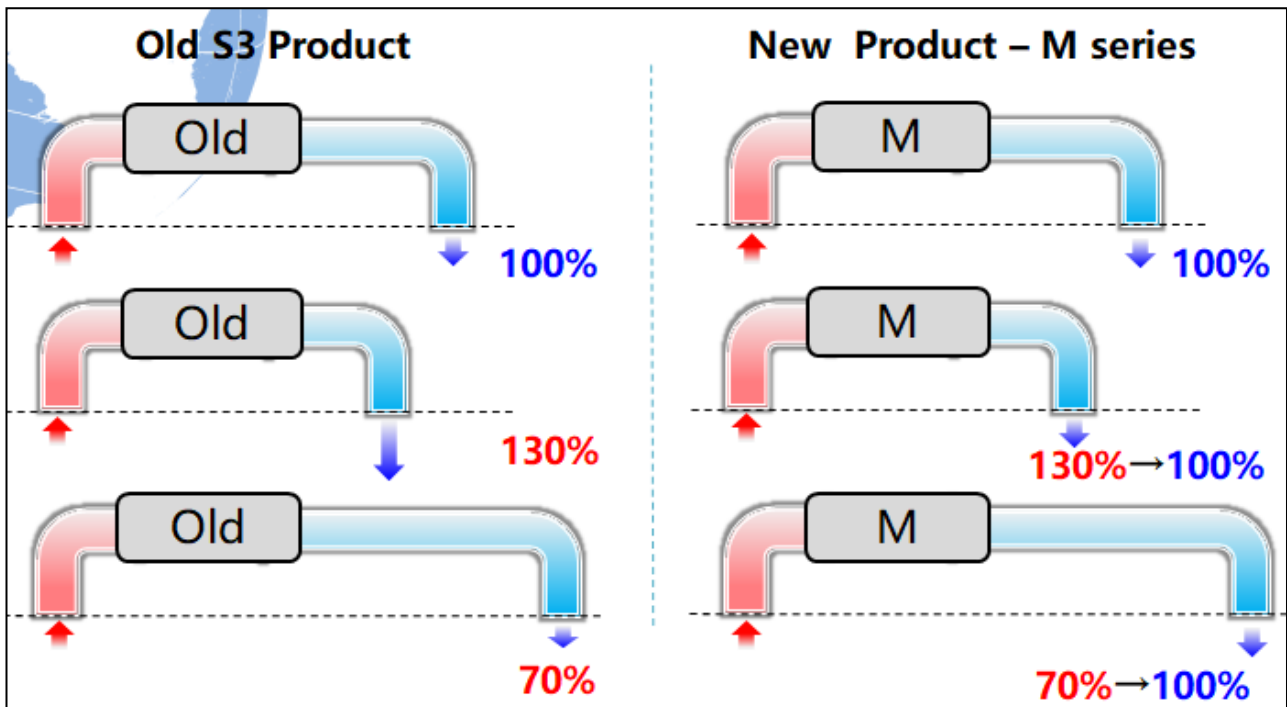 Old S3 Product
New Product – M series
Old
M
100%
100%
Old
M
130%
130%→100%
Old
M
70%
70%→100%